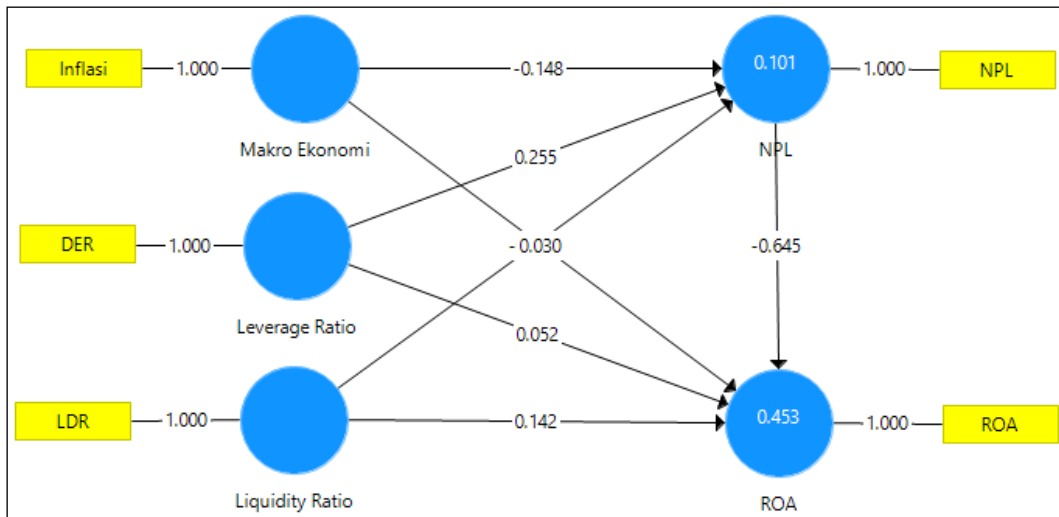 Inflasi
1.000
Makro Ekonomi
-0.148
0.101
NPL
1.000
NPL
0.255
DER
1.000
Leverage Ratio
-0.030
-0.645
0.052
LDR
1.000
Liquidity Ratio
0.142
0.453
ROA
1.000
ROA